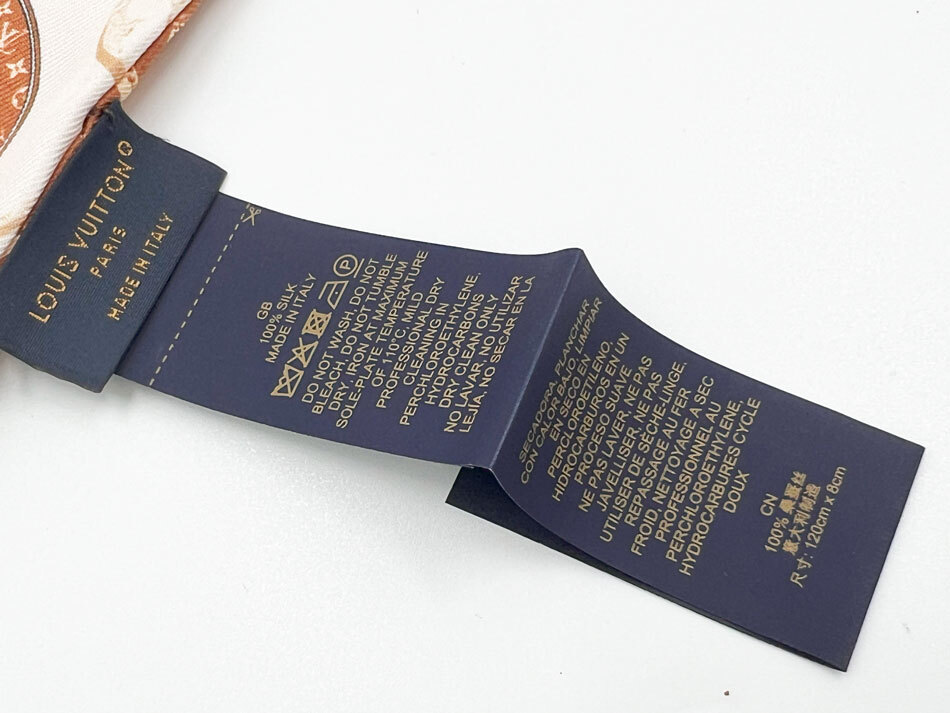 LOUIS VUITTON
PARIS
MADE IN ITALY
GB
100% SILK
MADE IN ITALY
P
DO NOT WASH, DO NOT
BLEACH, DO NOT TUMBLE
DRY, IRON AT MAXIMUM
SOLE-PLATE TEMPERATURE
OF 110°C, MILD
PROFESSIONAL DRY
CLEANING IN
PERCHLOROETHYLENE,
HYDROCARBONS
DRY CLEAN ONLY
NO LAVAR, NO UTILIZAR
LEJÍA, NO SECAR EN LA
SECADORA, PLANCHAR
CON CALOR BAJO, LIMPIAR
EN SECO EN
PERCLOROETILENO,
HIDROCARBUROS EN UN
PROCESO SUAVE
NE PAS LAVER, NE PAS
JAVELLISER, NE PAS
UTILISER DE SÈCHE-LINGE,
REPASSAGE AU FER
FROID, NETTOYAGE A SEC
PROFESSIONNEL AU
PERCHLOROETHYLENE,
HYDROCARBURES CYCLE
DOUX
CN
100% 桑蚕丝
意大利制造
尺寸: 120cm x 8cm